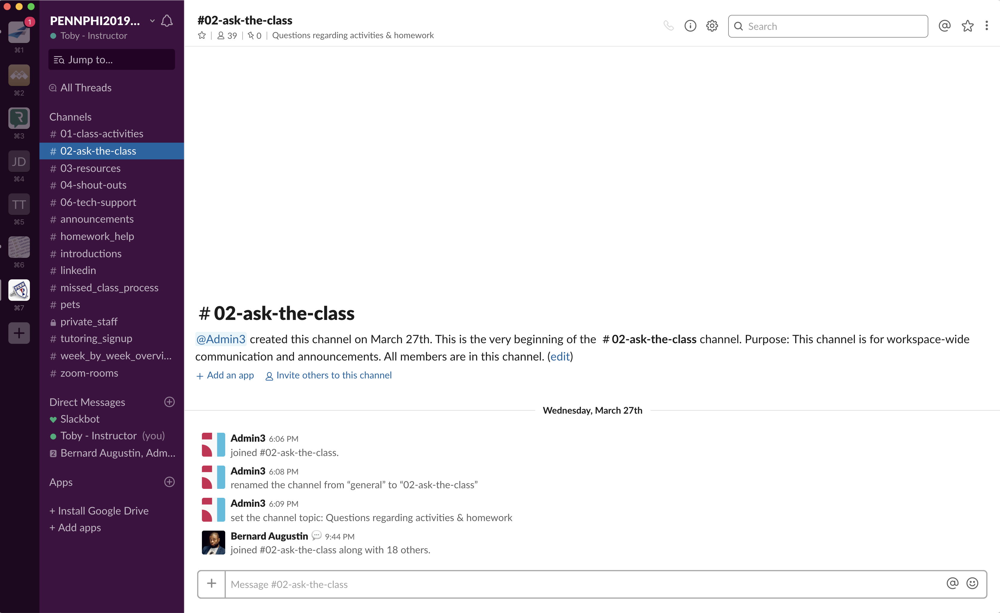 1
⌘1
⌘2
⌘3
JD
⌘4
TT
⌘5
⌘6
⌘7
PENNPHI2019...
Toby - Instructor
Jump to...
All Threads
Channels
# 01-class-activities
# 02-ask-the-class
# 03-resources
# 04-shout-outs
# 06-tech-support
# announcements
# homework_help
# introductions
# linkedin
# missed_class_process
# pets
private_staff
# tutoring_signup
# week_by_week_overvi...
# zoom-rooms
Direct Messages
Slackbot
Toby - Instructor (you)
2 Bernard Augustin, Adm...
Apps
+ Install Google Drive
+ Add apps
#02-ask-the-class
39 | 0 | Questions regarding activities & homework
Search
# 02-ask-the-class
@Admin3 created this channel on March 27th. This is the very beginning of the # 02-ask-the-class channel. Purpose: This channel is for workspace-wide
communication and announcements. All members are in this channel. (edit)
+ Add an app Invite others to this channel
Wednesday, March 27th
Admin3 6:06 PM
joined #02-ask-the-class.
Admin3 6:08 PM
renamed the channel from “general” to “02-ask-the-class”
Admin3 6:09 PM
set the channel topic: Questions regarding activities & homework
Bernard Augustin 9:44 PM
joined #02-ask-the-class along with 18 others.
Message #02-ask-the-class